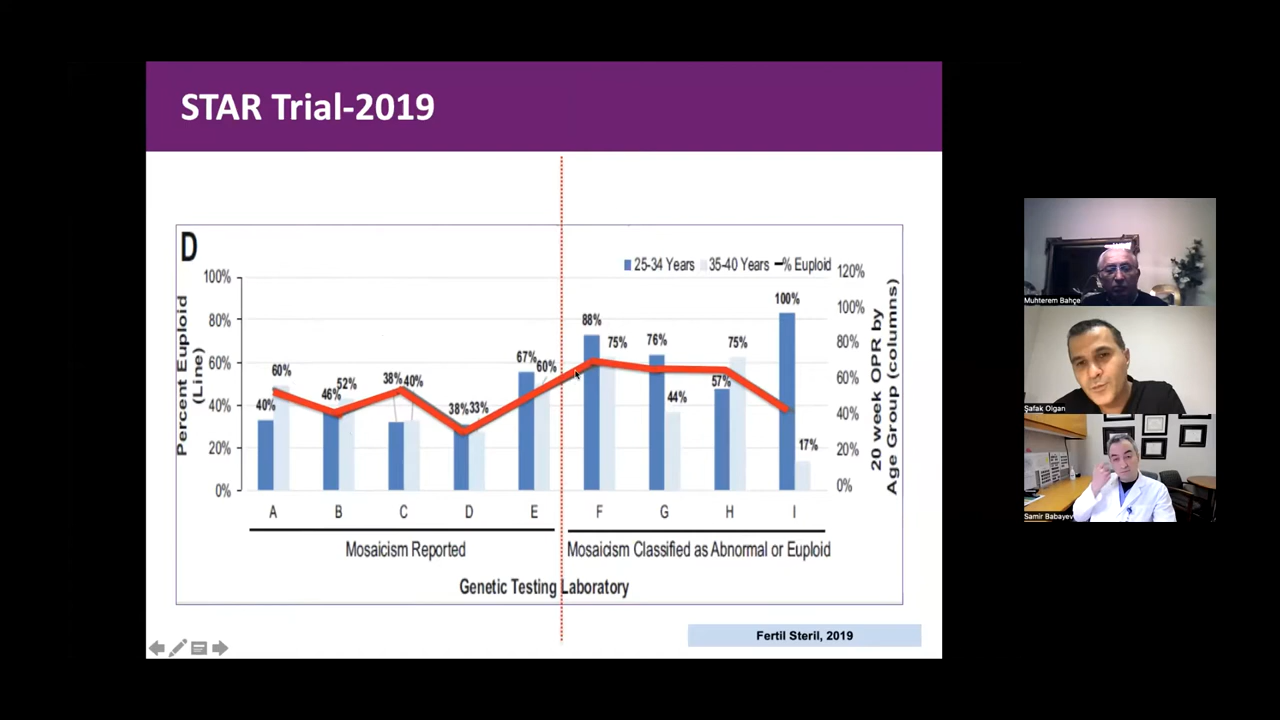 STAR Trial-2019
D
25-34 Years 35-40 Years % Euploid
Percent Euploid
(Line)
100%
80%
60%
40%
20%
0%
120%
100%
80%
60%
40%
20%
0%
20 week OPR by
Age Group (columns)
40%
60%
46%
52%
38%
40%
38%
33%
67%
60%
88%
75%
76%
44%
57%
75%
100%
17%
A B C D E F G H I
Mosaicism Reported
Mosaicism Classified as Abnormal or Euploid
Genetic Testing Laboratory
Fertil Steril, 2019
Muhterem Bahçe
Şafak Olgan
Samir Babayev